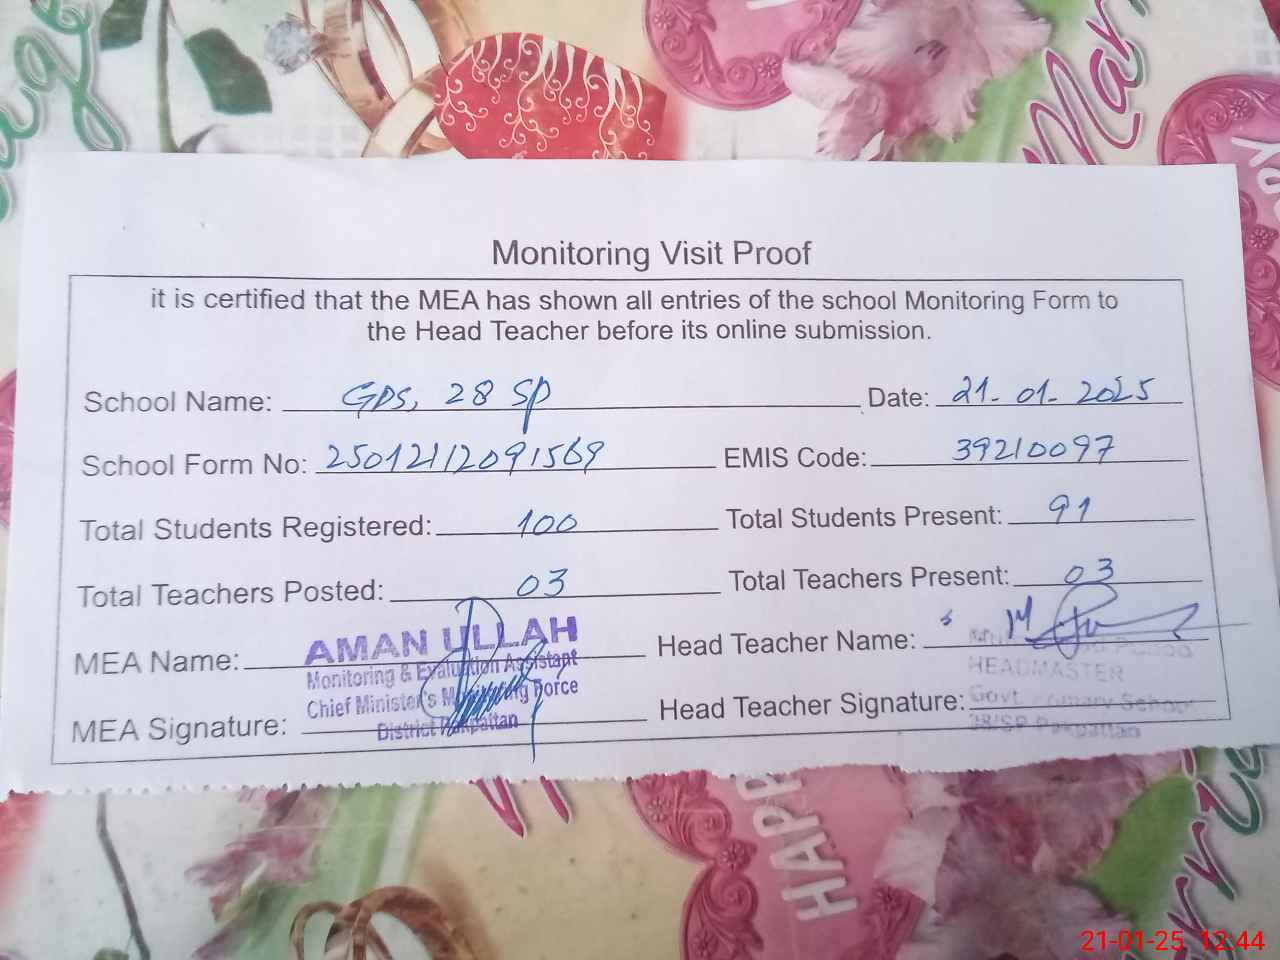 Monitoring Visit Proof
it is certified that the MEA has shown all entries of the school Monitoring Form to
the Head Teacher before its online submission.
School Name: GPS, 28 SP Date: 21-01-2025
School Form No: 25012112091569 EMIS Code: 39210097
Total Students Registered: 100 Total Students Present: 91
Total Teachers Posted: 03 Total Teachers Present: 03
MEA Name: AMAN ULLAH Head Teacher Name:
Monitoring & Evaluation Assistant HEADMASTER
Chief Minister's Monitoring Force
MEA Signature: Head Teacher Signature: Govt. Primary School
District Pakpattan 28/SP Pakpattan
HAPP
21-01-25 12:44